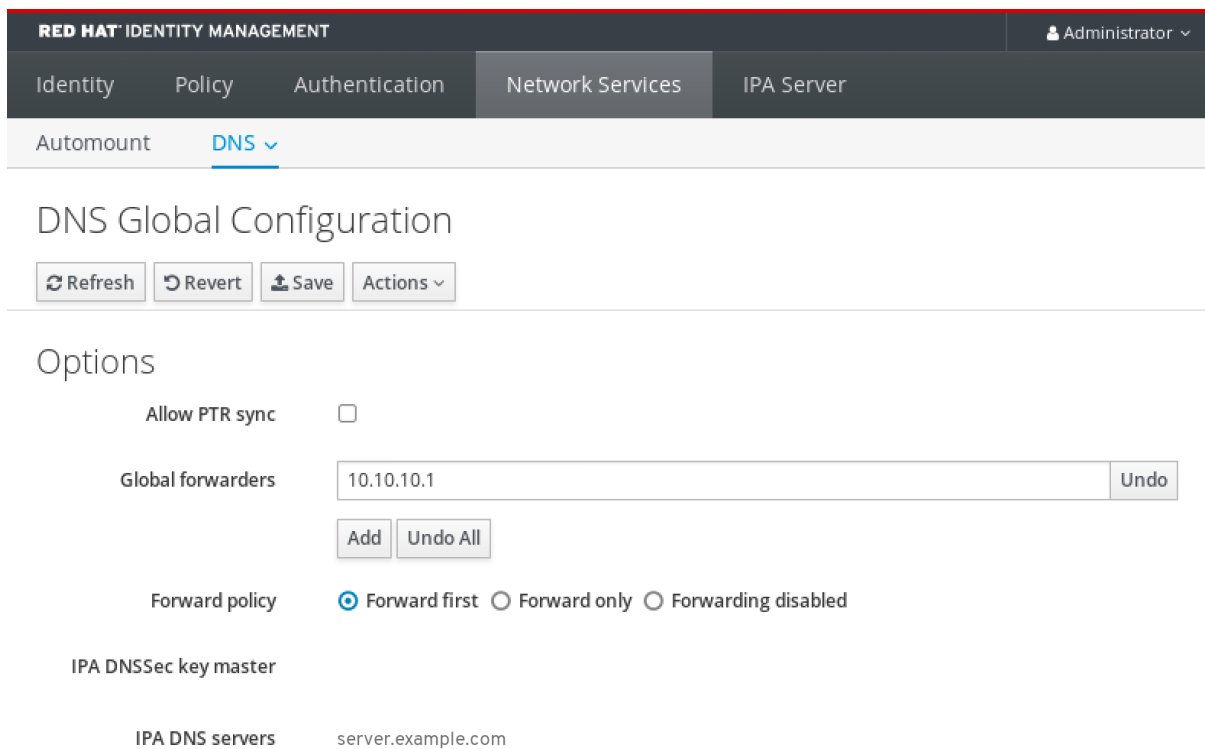 RED HAT® IDENTITY MANAGEMENT Administrator
Identity Policy Authentication Network Services IPA Server
Automount DNS
DNS Global Configuration
Refresh Revert Save Actions
Options
Allow PTR sync
Global forwarders 10.10.10.1 Undo
Add Undo All
Forward policy Forward first Forward only Forwarding disabled
IPA DNSSec key master
IPA DNS servers server.example.com